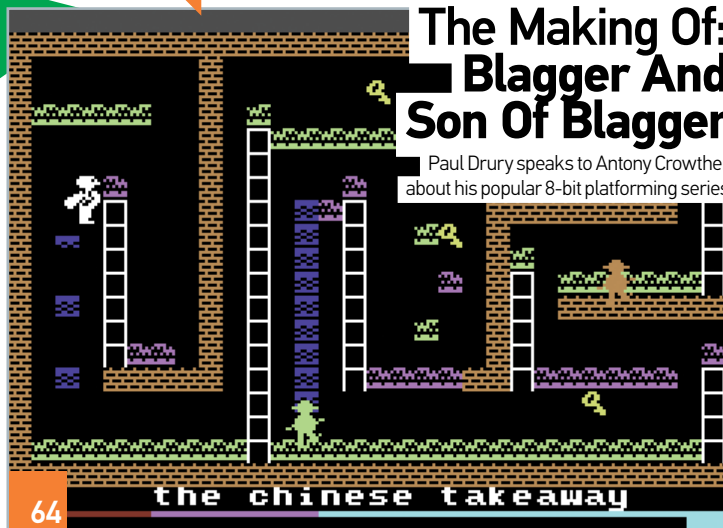 The Making Of:
Blagger And
Son Of Blagger
Paul Drury speaks to Antony Crowthe
about his popular 8-bit platforming series
the chinese takeaway
64